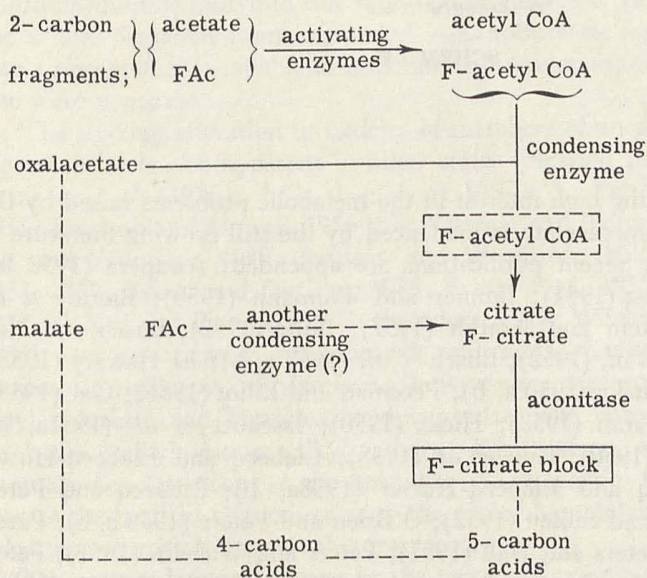 2-carbon
fragments;
acetate
FAc
activating
enzymes
acetyl CoA
F-acetyl CoA
oxalacetate
condensing
enzyme
F-acetyl CoA
malate
FAc
another
condensing
enzyme (?)
citrate
F-citrate
aconitase
F-citrate block
4-carbon
acids
5-carbon
acids